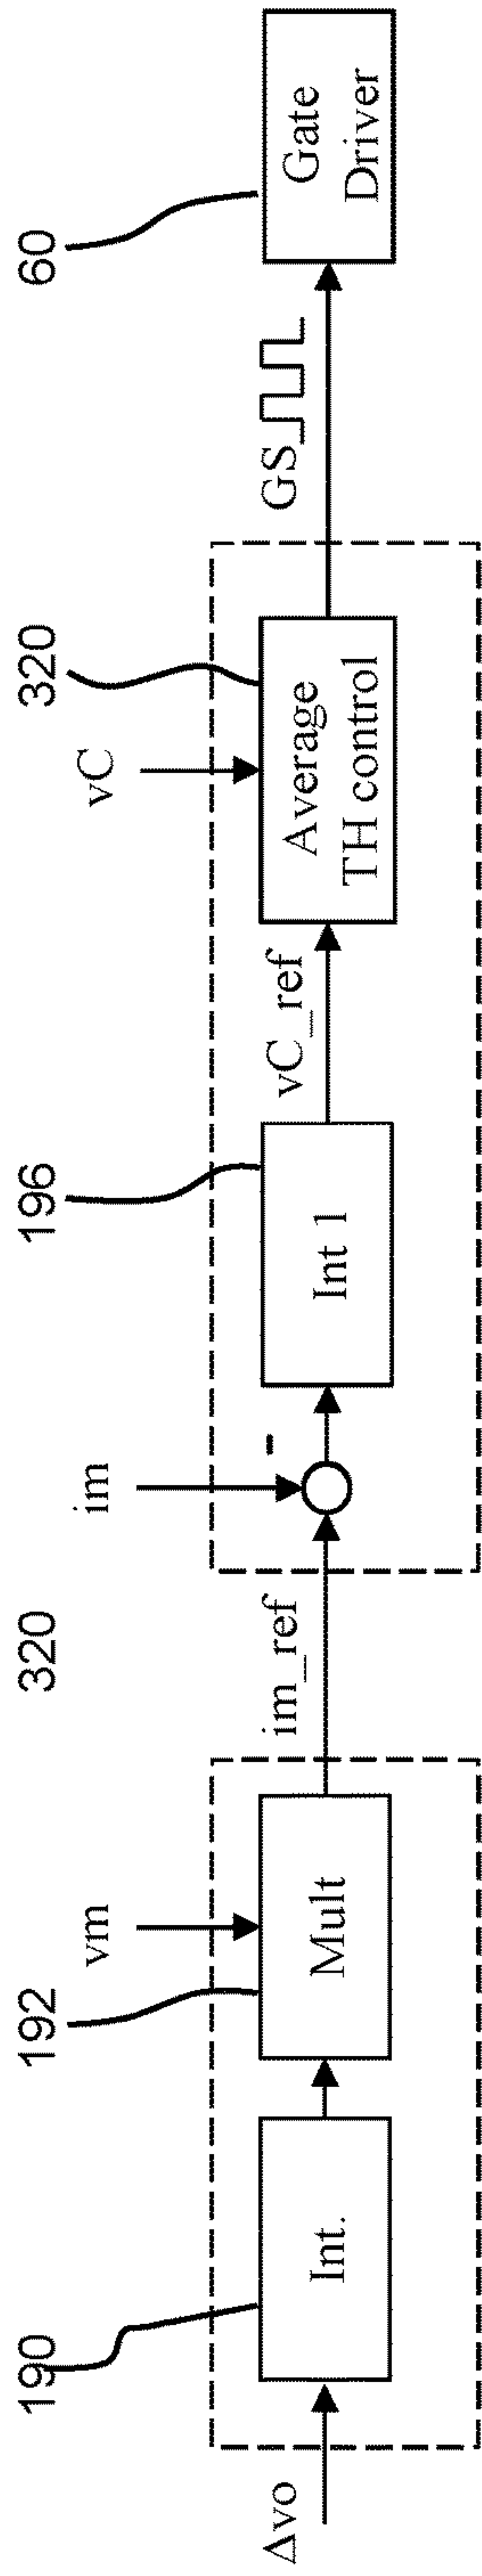 190
192
320
196
320
60
vm
im
vC
Δvo
Int.
Mult
im_ref
-
Int 1
vC_ref
Average
TH control
GS
Gate
Driver